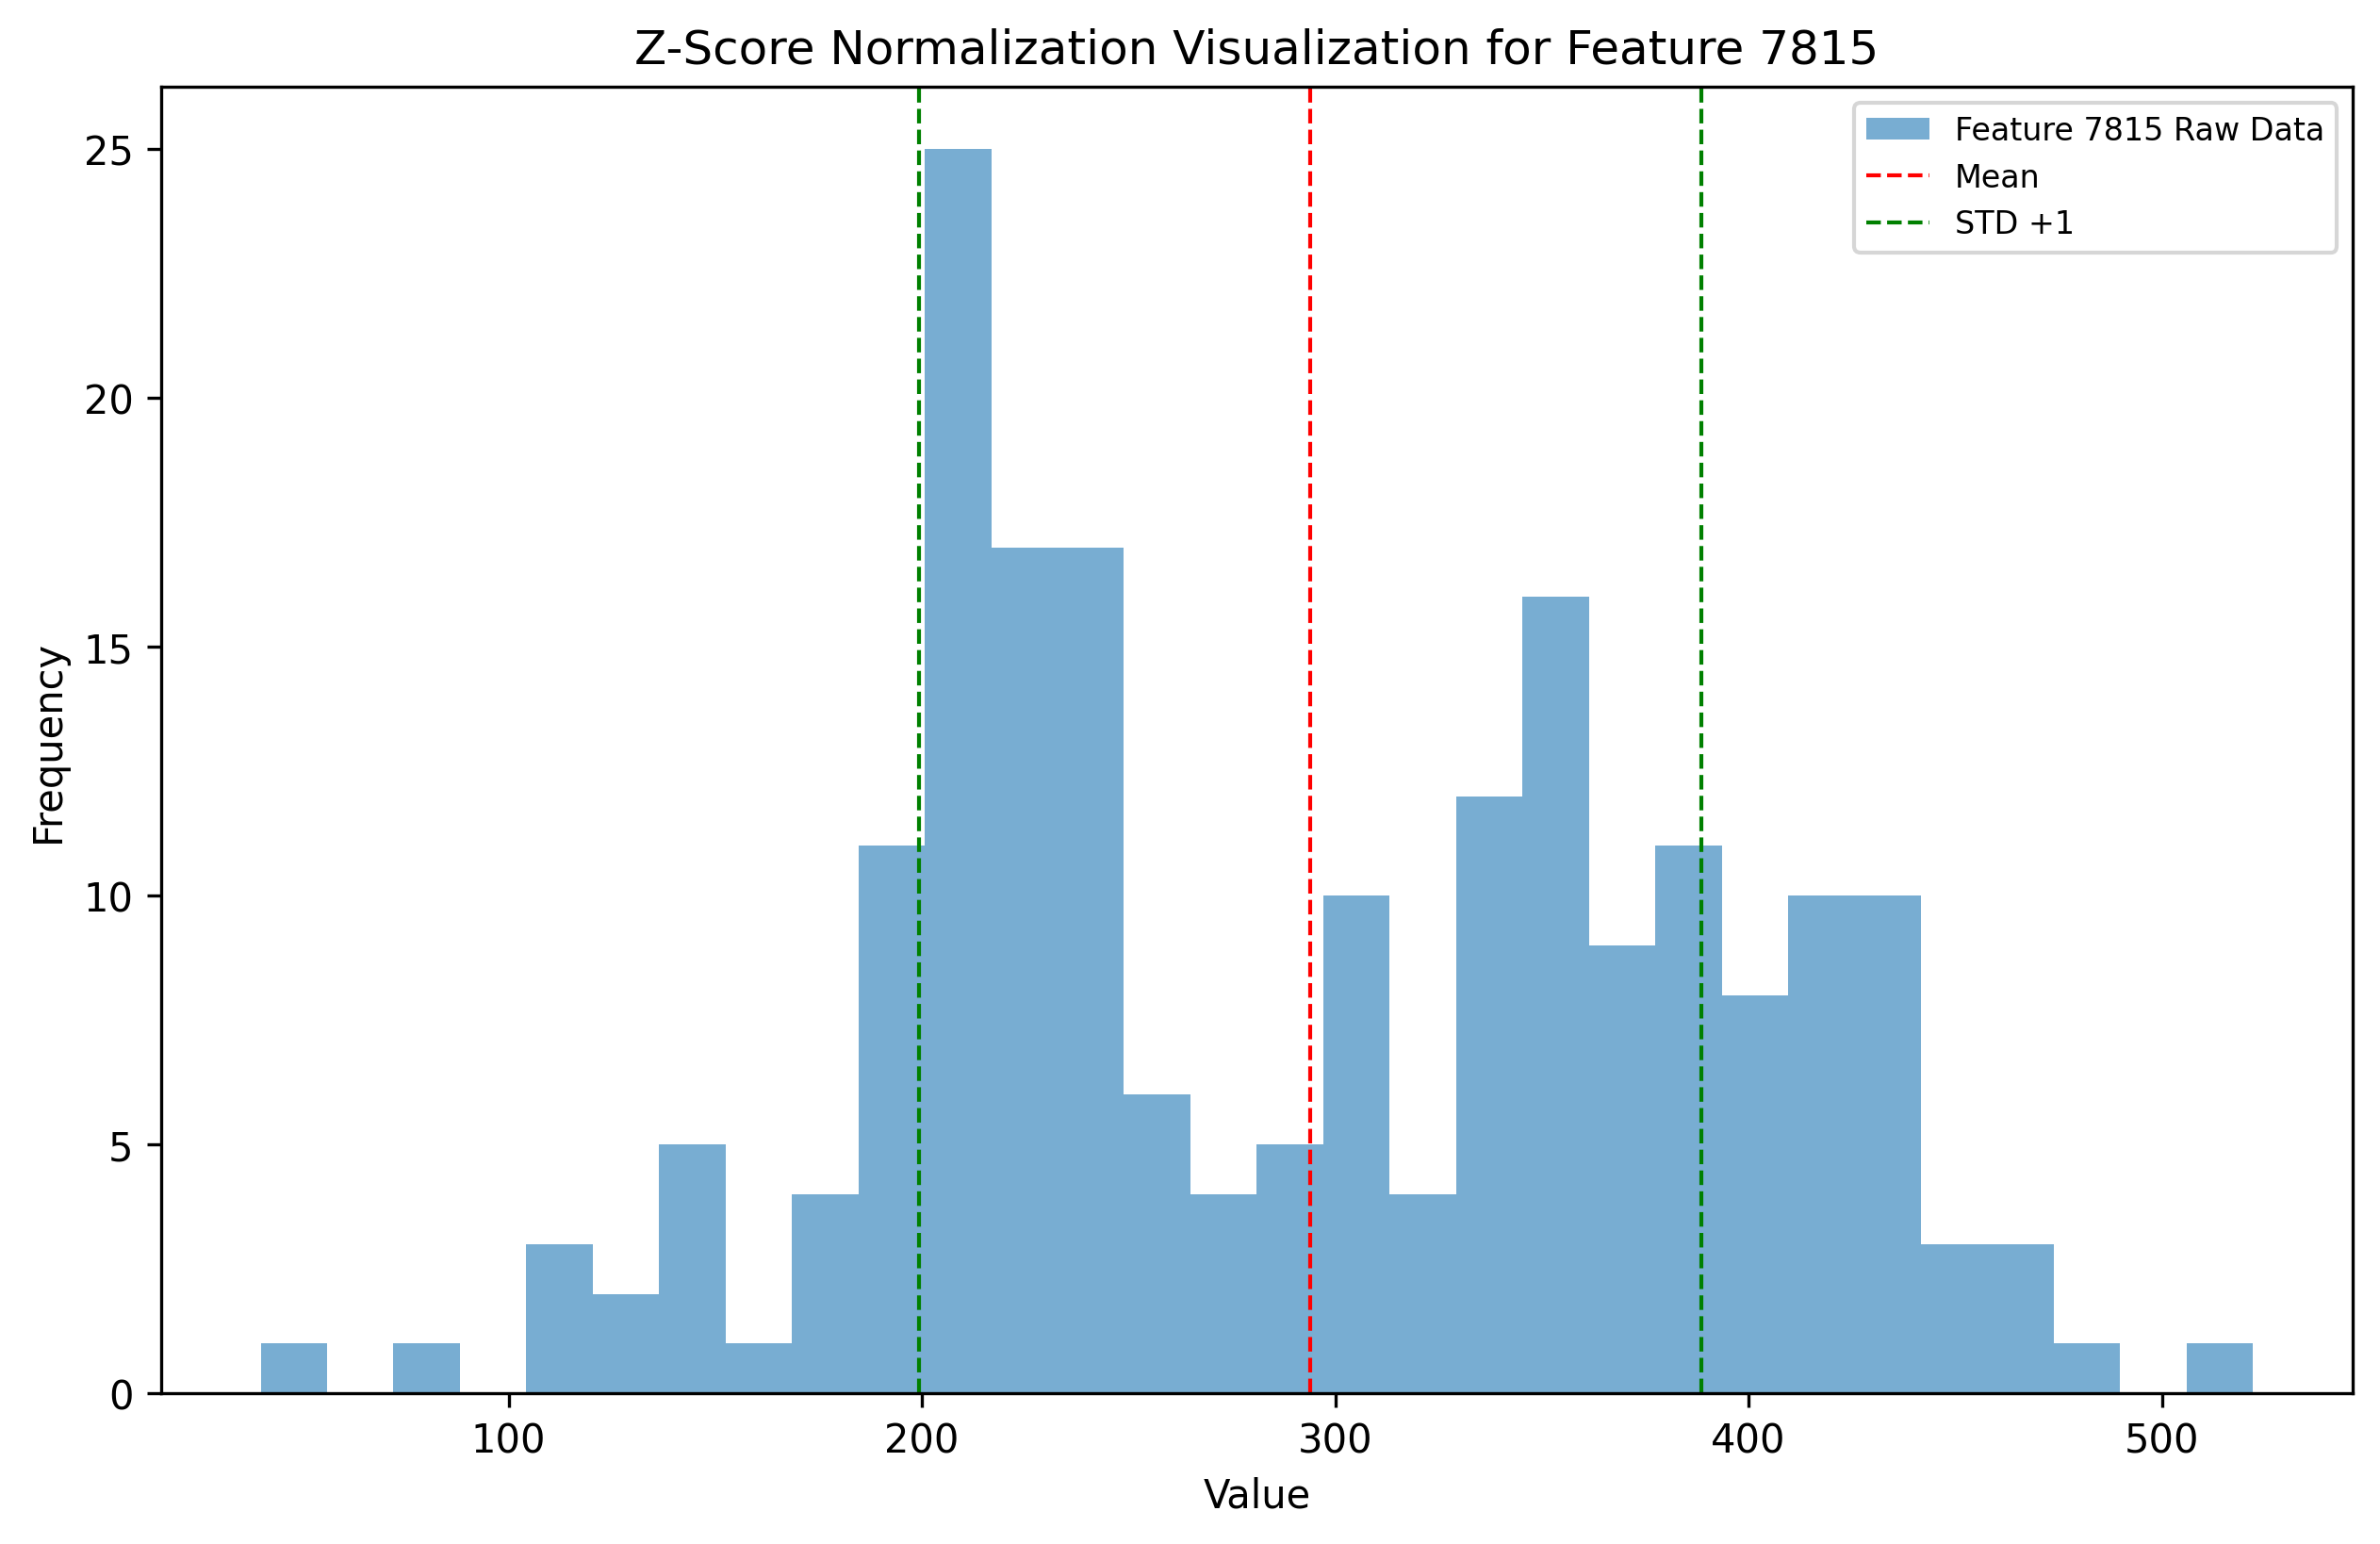 Z-Score Normalization Visualization for Feature 7815
Feature 7815 Raw Data
Mean
STD +1
25
20
15
10
5
0
Frequency
100 200 300 400 500
Value